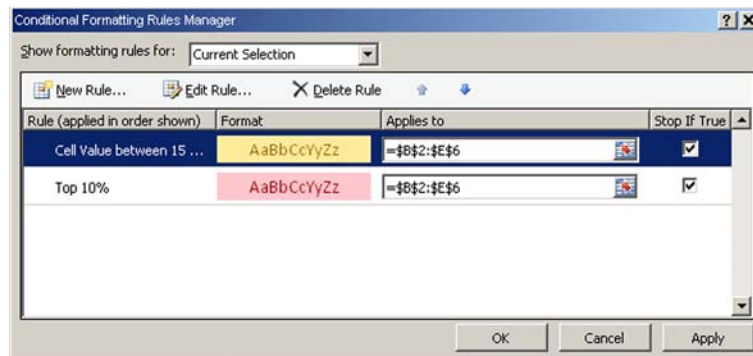 Conditional Formatting Rules Manager
Show formatting rules for: Current Selection
New Rule... Edit Rule... Delete Rule
Rule (applied in order shown) Format Applies to Stop If True
Cell Value between 15 ... AaBbCcYyZz =$B$2:$E$6
Top 10% AaBbCcYyZz =$B$2:$E$6
OK Cancel Apply